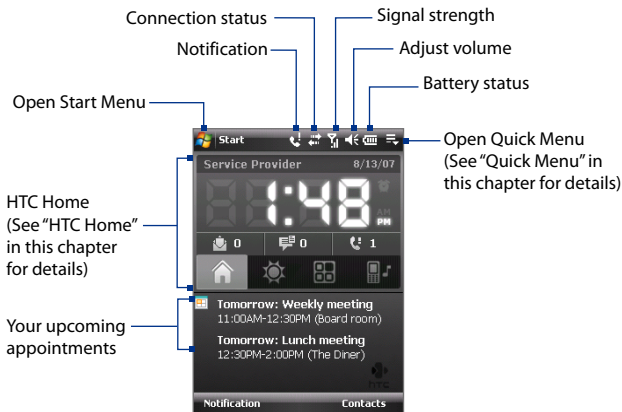 Connection status
Signal strength
Notification
Adjust volume
Battery status
Open Start Menu
Open Quick Menu
(See “Quick Menu” in
this chapter for details)
Start
Service Provider 8/13/07
1:48
AM
PM
0 0 1
HTC Home
(See “HTC Home”
in this chapter
for details)
Your upcoming
appointments
Tomorrow: Weekly meeting
11:00AM-12:30PM (Board room)
Tomorrow: Lunch meeting
12:30PM-2:00PM (The Diner)
hTC
Notification Contacts